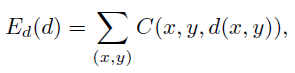 E_d(d) = \sum_{(x,y)} C(x, y, d(x, y)),